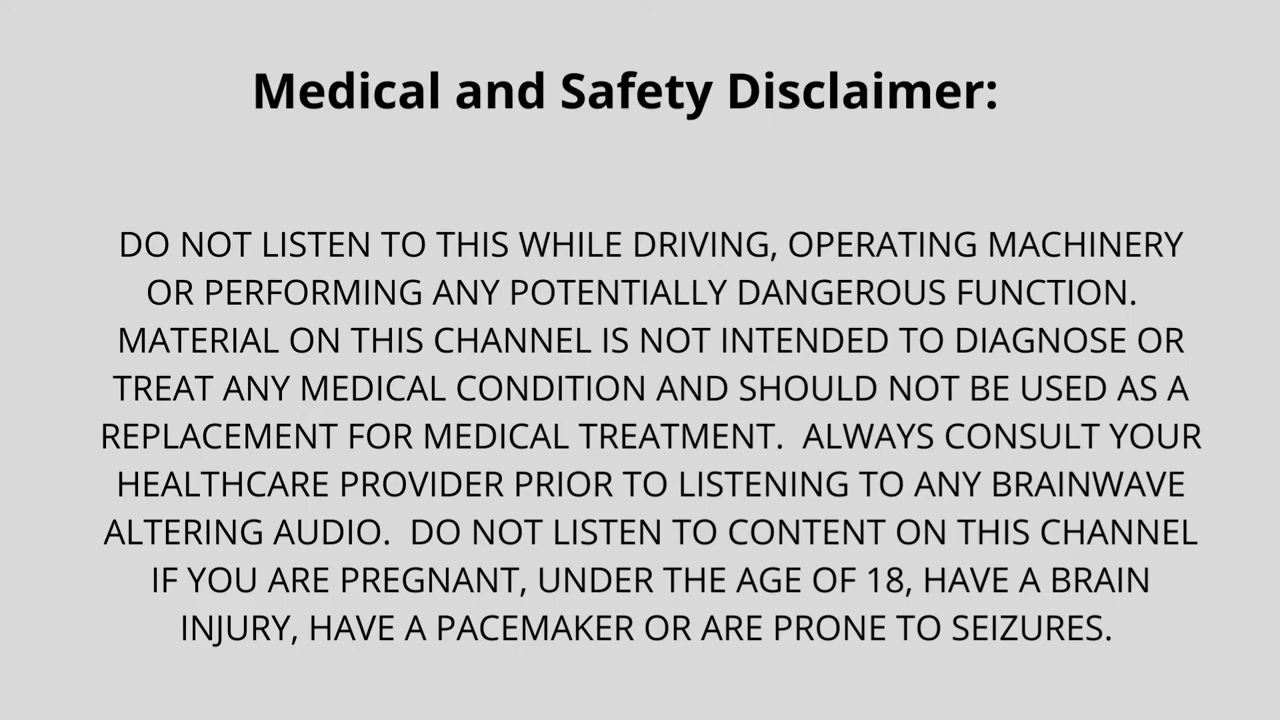 Medical and Safety Disclaimer:
DO NOT LISTEN TO THIS WHILE DRIVING, OPERATING MACHINERY
OR PERFORMING ANY POTENTIALLY DANGEROUS FUNCTION.
MATERIAL ON THIS CHANNEL IS NOT INTENDED TO DIAGNOSE OR
TREAT ANY MEDICAL CONDITION AND SHOULD NOT BE USED AS A
REPLACEMENT FOR MEDICAL TREATMENT.  ALWAYS CONSULT YOUR
HEALTHCARE PROVIDER PRIOR TO LISTENING TO ANY BRAINWAVE
ALTERING AUDIO.  DO NOT LISTEN TO CONTENT ON THIS CHANNEL
IF YOU ARE PREGNANT, UNDER THE AGE OF 18, HAVE A BRAIN
INJURY, HAVE A PACEMAKER OR ARE PRONE TO SEIZURES.